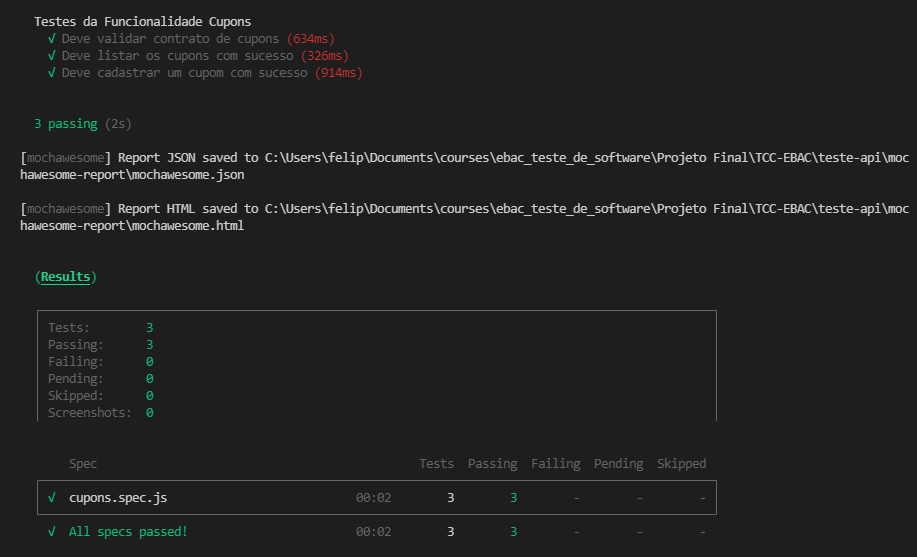 Testes da Funcionalidade Cupons
√ Deve validar contrato de cupons (634ms)
√ Deve listar os cupons com sucesso (326ms)
√ Deve cadastrar um cupom com sucesso (914ms)
3 passing (2s)
[mochawesome] Report JSON saved to C:\Users\felip\Documents\courses\ebac_teste_de_software\Projeto Final\TCC-EBAC\teste-api\moc
hawesome-report\mochawesome.json
[mochawesome] Report HTML saved to C:\Users\felip\Documents\courses\ebac_teste_de_software\Projeto Final\TCC-EBAC\teste-api\moc
hawesome-report\mochawesome.html
(Results)
Tests: 3
Passing: 3
Failing: 0
Pending: 0
Skipped: 0
Screenshots: 0
Spec Tests Passing Failing Pending Skipped
√ cupons.spec.js 00:02 3 3 - - -
√ All specs passed! 00:02 3 3 - - -